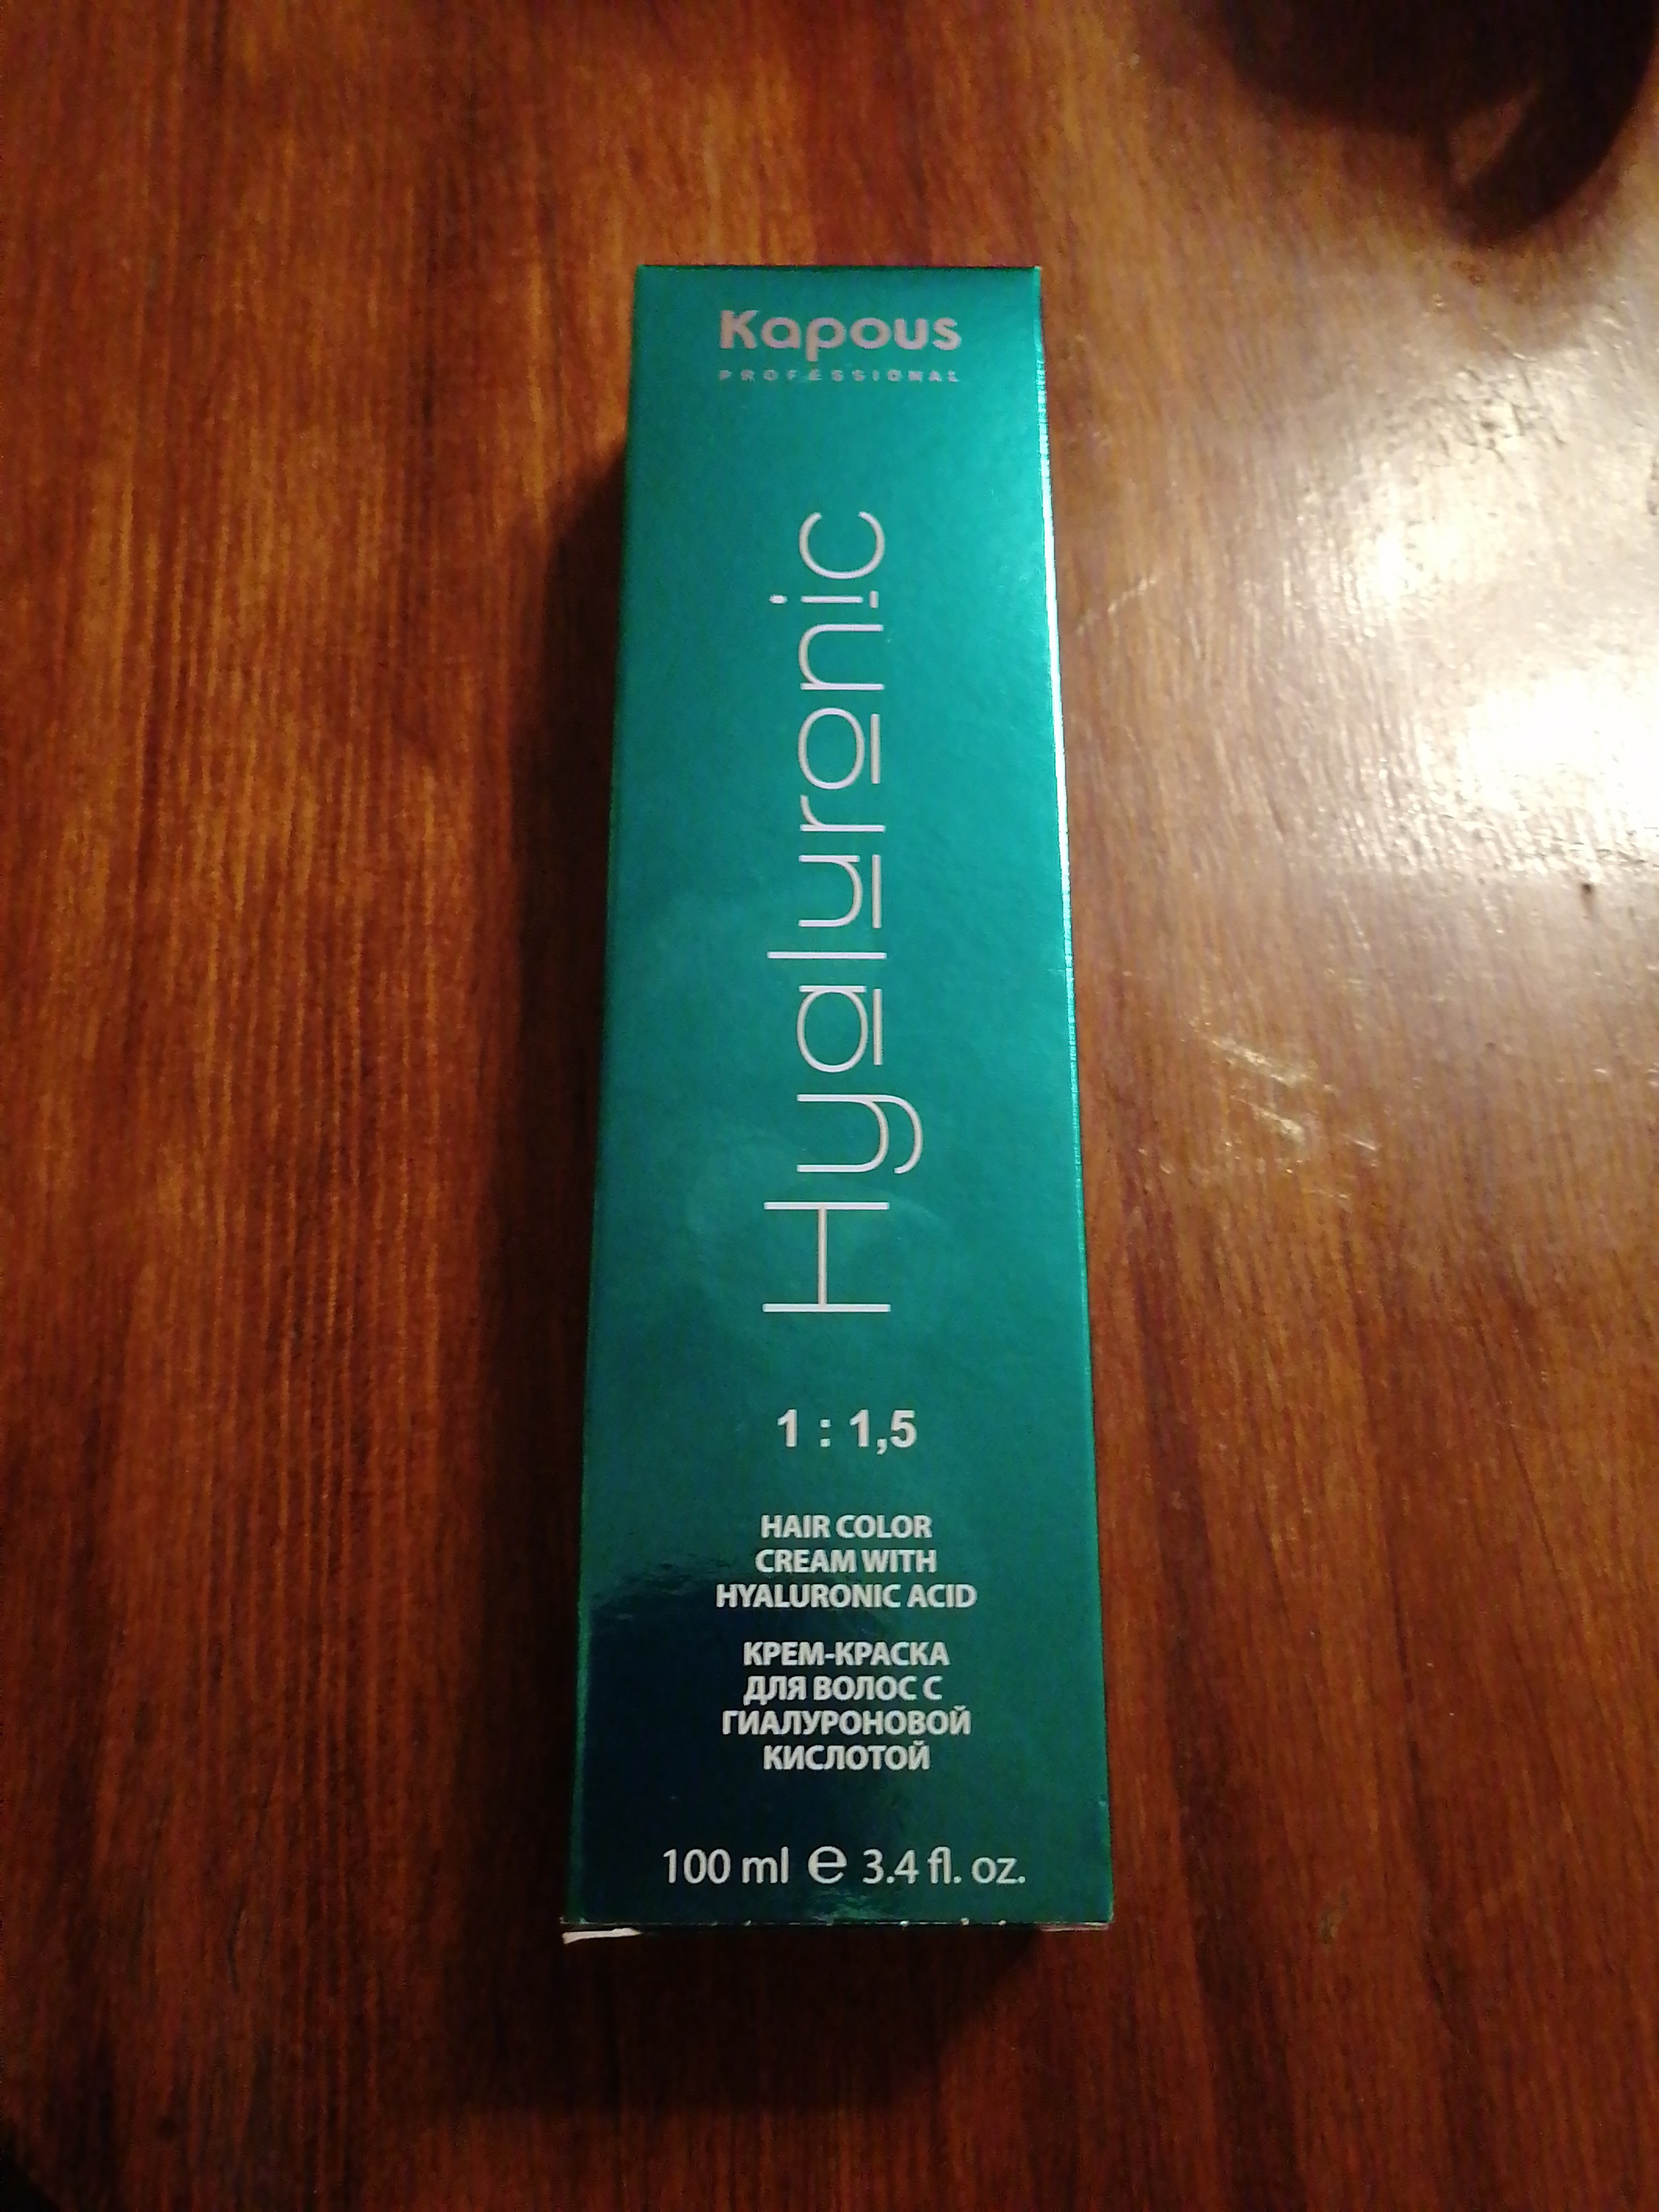 Kapous
PROFESSIONAL
Hyaluronic
1 : 1,5
HAIR COLOR
CREAM WITH
HYALURONIC ACID
КРЕМ-КРАСКА
ДЛЯ ВОЛОС С
ГИАЛУРОНОВОЙ
КИСЛОТОЙ
100 ml ℮ 3.4 fl. oz.